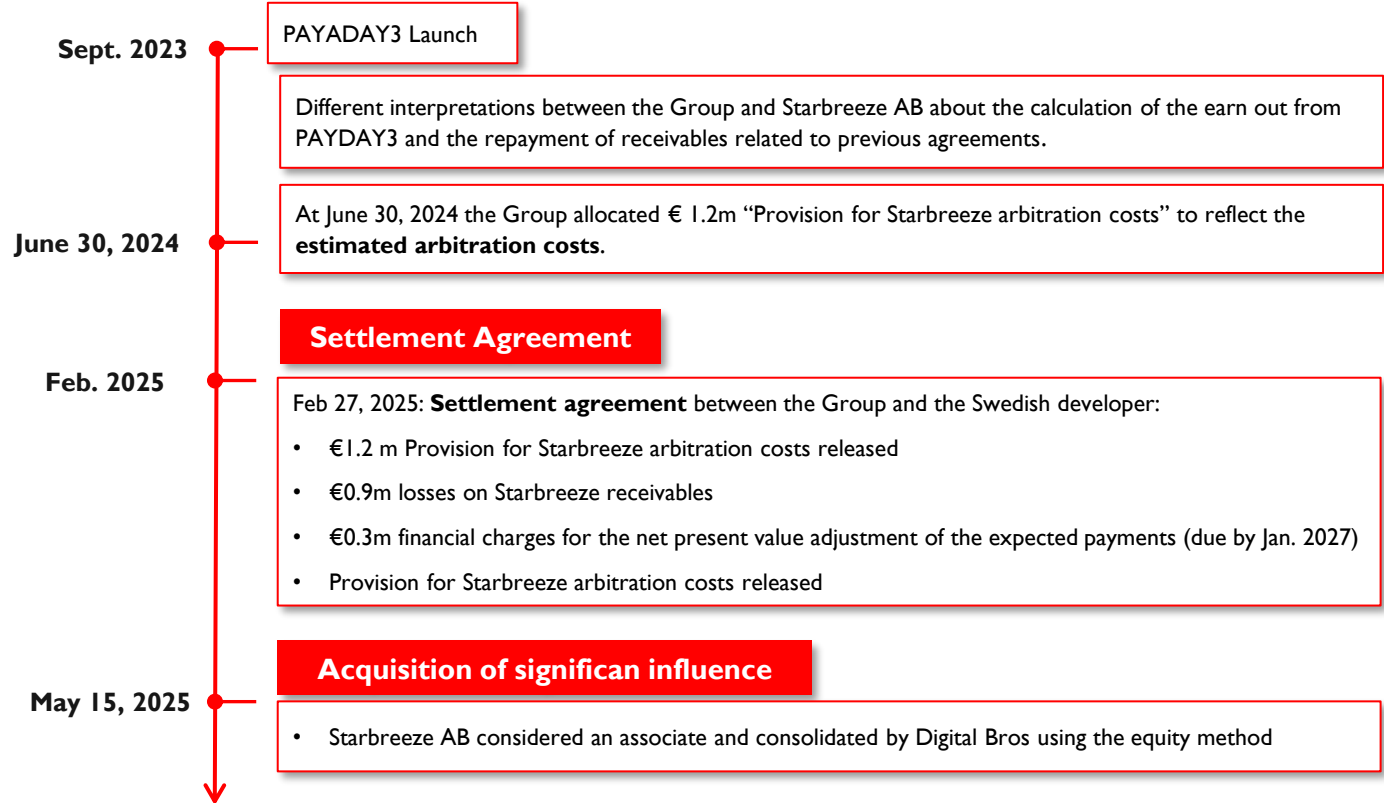 Sept. 2023
PAYADAY3 Launch
Different interpretations between the Group and Starbreeze AB about the calculation of the earn out from
PAYDAY3 and the repayment of receivables related to previous agreements.
June 30, 2024
At June 30, 2024 the Group allocated € 1.2m “Provision for Starbreeze arbitration costs” to reflect the
estimated arbitration costs.
Settlement Agreement
Feb. 2025
Feb 27, 2025: Settlement agreement between the Group and the Swedish developer:
• €1.2 m Provision for Starbreeze arbitration costs released
• €0.9m losses on Starbreeze receivables
• €0.3m financial charges for the net present value adjustment of the expected payments (due by Jan. 2027)
• Provision for Starbreeze arbitration costs released
Acquisition of significan influence
May 15, 2025
• Starbreeze AB considered an associate and consolidated by Digital Bros using the equity method